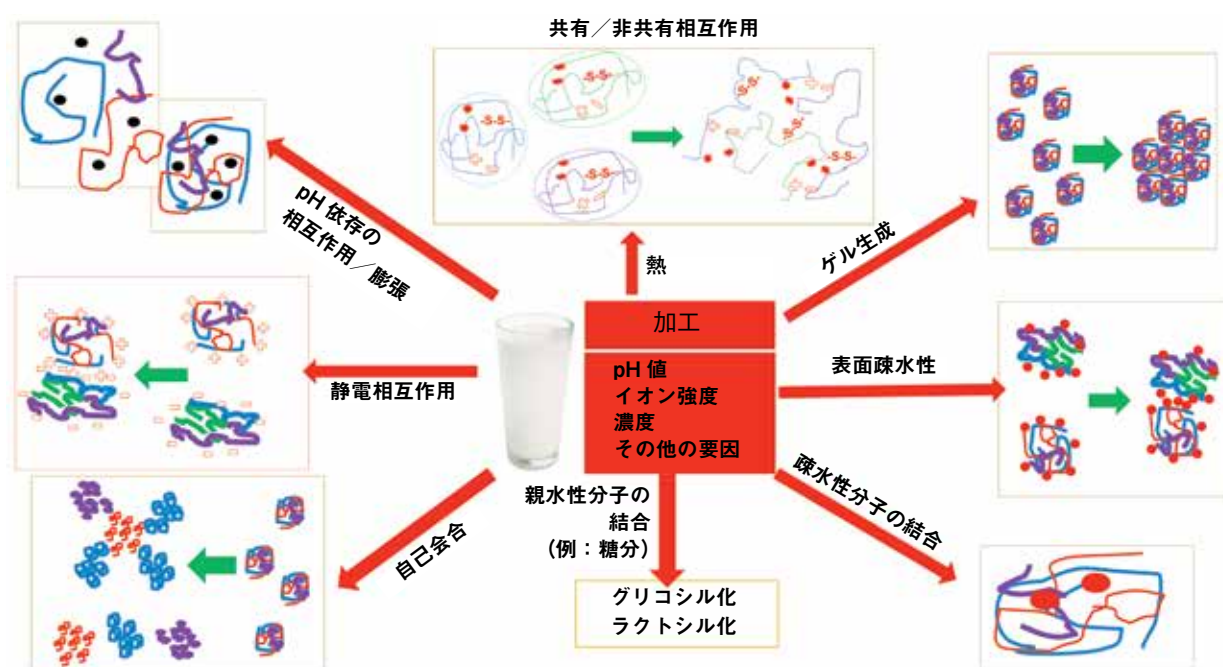 共有／非共有相互作用
-S-S-
-S-S-
-S-S-
-S-S-
-S-S-
-S-S-
pH 依存の
相互作用／膨張
熱
ゲル生成
加工
pH 値
イオン強度
濃度
その他の要因
静電相互作用
表面疎水性
自己会合
親水性分子の
結合
（例：糖分）
疎水性分子の結合
グリコシル化
ラクトシル化